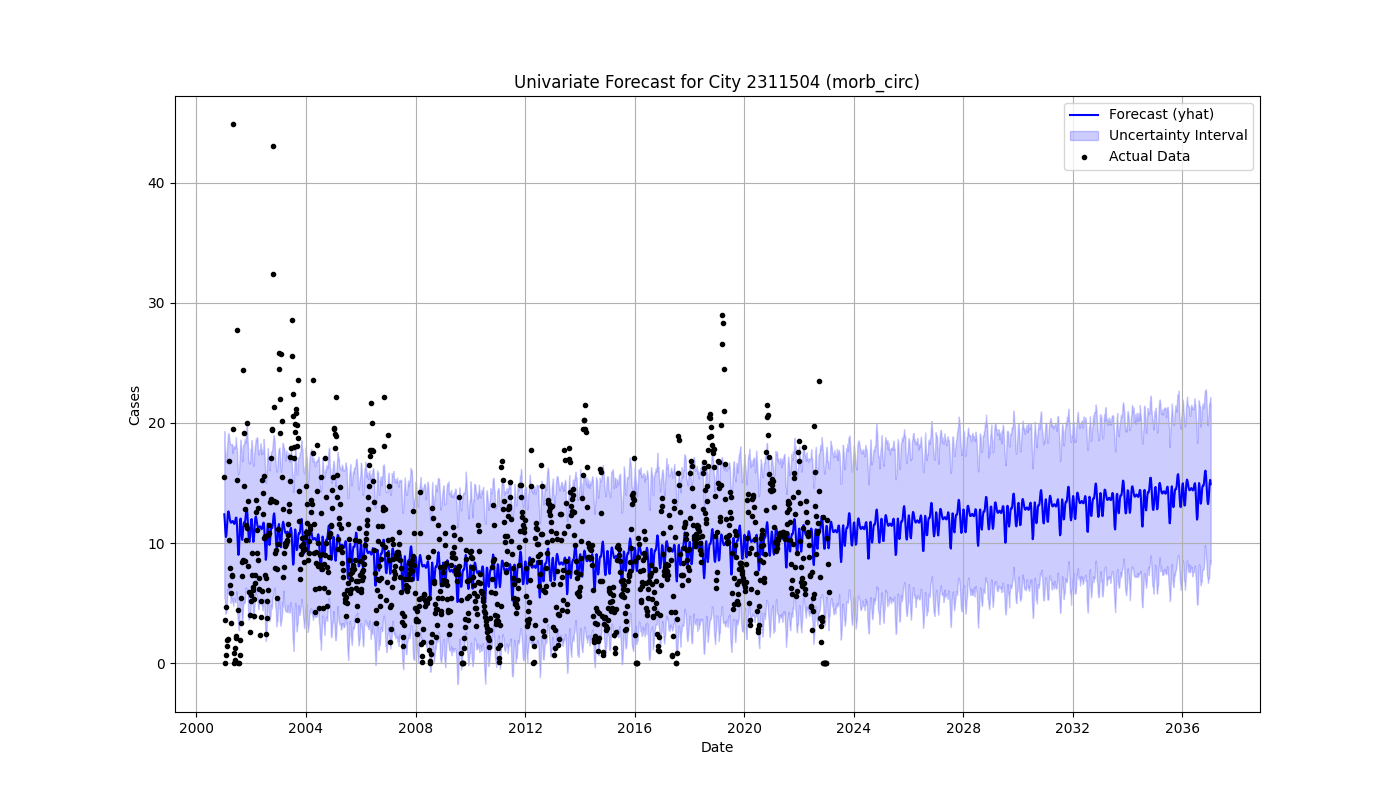 Univariate Forecast for City 2311504 (morb_circ)
Forecast (yhat)
Uncertainty Interval
Actual Data
Cases
40
30
20
10
0
2000 2004 2008 2012 2016 2020 2024 2028 2032 2036
Date